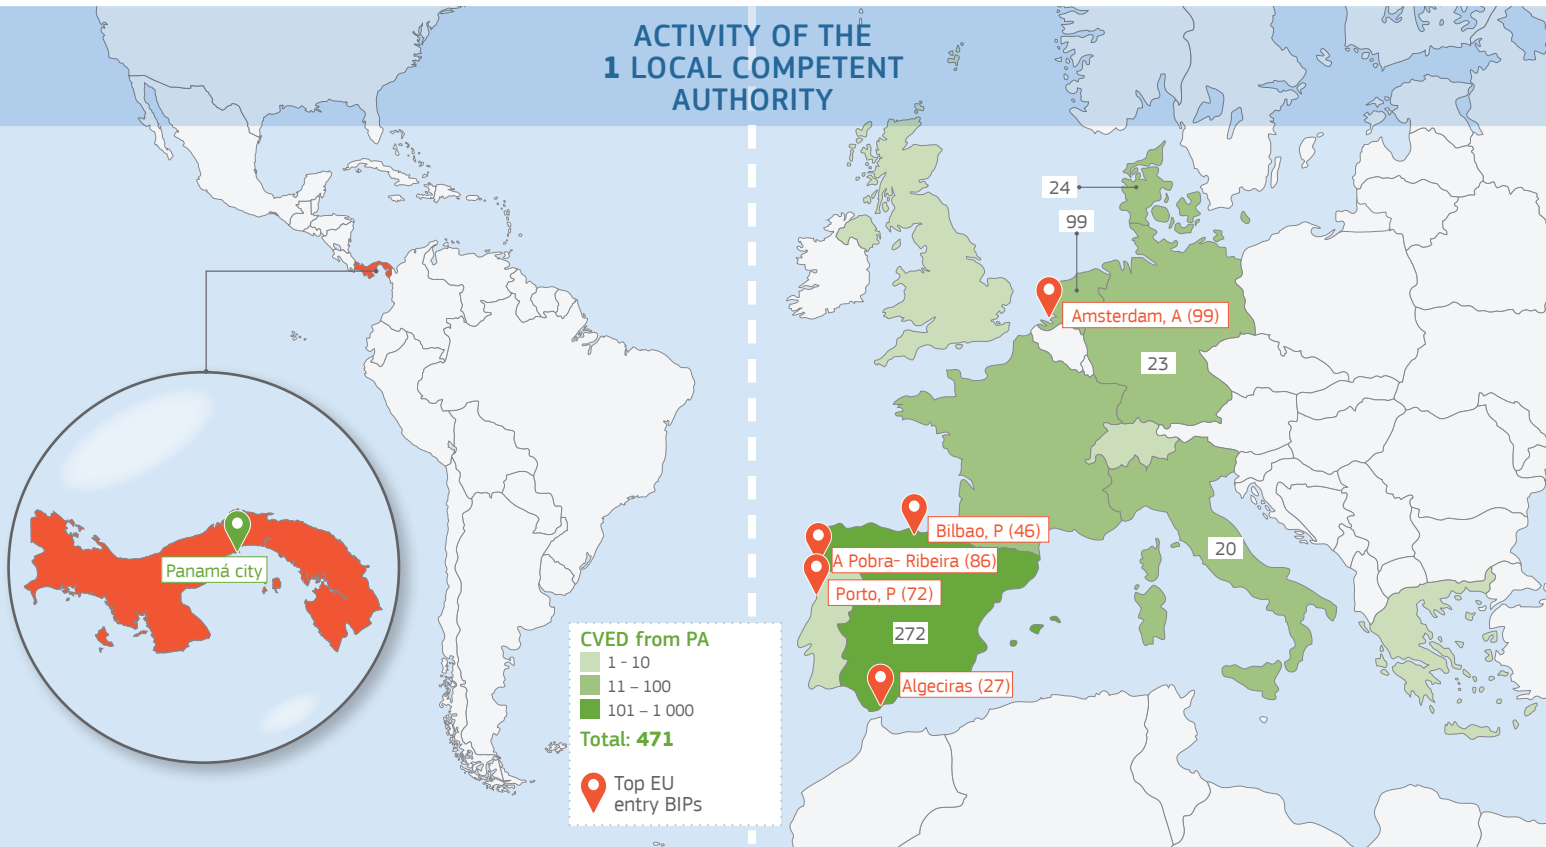 ACTIVITY OF THE
1 LOCAL COMPETENT
AUTHORITY
24
99
Amsterdam, A (99)
23
Bilbao, P (46)
A Pobra- Ribeira (86)
Porto, P (72)
20
272
Algeciras (27)
Panamá city
CVED from PA
1 - 10
11 – 100
101 – 1 000
Total: 471
Top EU
entry BIPs